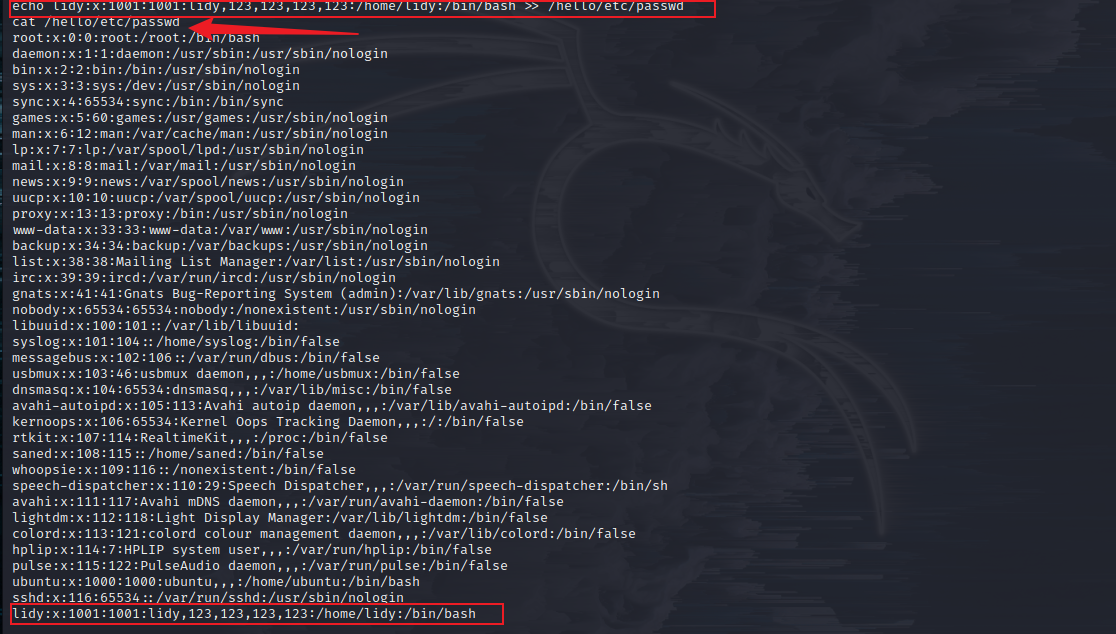 echo lidy:x:1001:1001:lidy,123,123,123,123:/home/lidy:/bin/bash >> /hello/etc/passwd
cat /hello/etc/passwd
root:x:0:0:root:/root:/bin/bash
daemon:x:1:1:daemon:/usr/sbin:/usr/sbin/nologin
bin:x:2:2:bin:/bin:/usr/sbin/nologin
sys:x:3:3:sys:/dev:/usr/sbin/nologin
sync:x:4:65534:sync:/bin:/bin/sync
games:x:5:60:games:/usr/games:/usr/sbin/nologin
man:x:6:12:man:/var/cache/man:/usr/sbin/nologin
lp:x:7:7:lp:/var/spool/lpd:/usr/sbin/nologin
mail:x:8:8:mail:/var/mail:/usr/sbin/nologin
news:x:9:9:news:/var/spool/news:/usr/sbin/nologin
uucp:x:10:10:uucp:/var/spool/uucp:/usr/sbin/nologin
proxy:x:13:13:proxy:/bin:/usr/sbin/nologin
www-data:x:33:33:www-data:/var/www:/usr/sbin/nologin
backup:x:34:34:backup:/var/backups:/usr/sbin/nologin
list:x:38:38:Mailing List Manager:/var/list:/usr/sbin/nologin
irc:x:39:39:ircd:/var/run/ircd:/usr/sbin/nologin
gnats:x:41:41:Gnats Bug-Reporting System (admin):/var/lib/gnats:/usr/sbin/nologin
nobody:x:65534:65534:nobody:/nonexistent:/usr/sbin/nologin
libuuid:x:100:101::/var/lib/libuuid:
syslog:x:101:104::/home/syslog:/bin/false
messagebus:x:102:106::/var/run/dbus:/bin/false
usbmux:x:103:46:usbmux daemon,,,:/home/usbmux:/bin/false
dnsmasq:x:104:65534:dnsmasq,,,:/var/lib/misc:/bin/false
avahi-autoipd:x:105:113:Avahi autoip daemon,,,:/var/lib/avahi-autoipd:/bin/false
kernoops:x:106:65534:Kernel Oops Tracking Daemon,,,:/:/bin/false
rtkit:x:107:114:RealtimeKit,,,:/proc:/bin/false
saned:x:108:115::/home/saned:/bin/false
whoopsie:x:109:116::/nonexistent:/bin/false
speech-dispatcher:x:110:29:Speech Dispatcher,,,:/var/run/speech-dispatcher:/bin/sh
avahi:x:111:117:Avahi mDNS daemon,,,:/var/run/avahi-daemon:/bin/false
lightdm:x:112:118:Light Display Manager:/var/lib/lightdm:/bin/false
colord:x:113:121:colord colour management daemon,,,:/var/lib/colord:/bin/false
hplip:x:114:7:HPLIP system user,,,:/var/run/hplip:/bin/false
pulse:x:115:122:PulseAudio daemon,,,:/var/run/pulse:/bin/false
ubuntu:x:1000:1000:ubuntu,,,:/home/ubuntu:/bin/bash
sshd:x:116:65534::/var/run/sshd:/usr/sbin/nologin
lidy:x:1001:1001:lidy,123,123,123,123:/home/lidy:/bin/bash